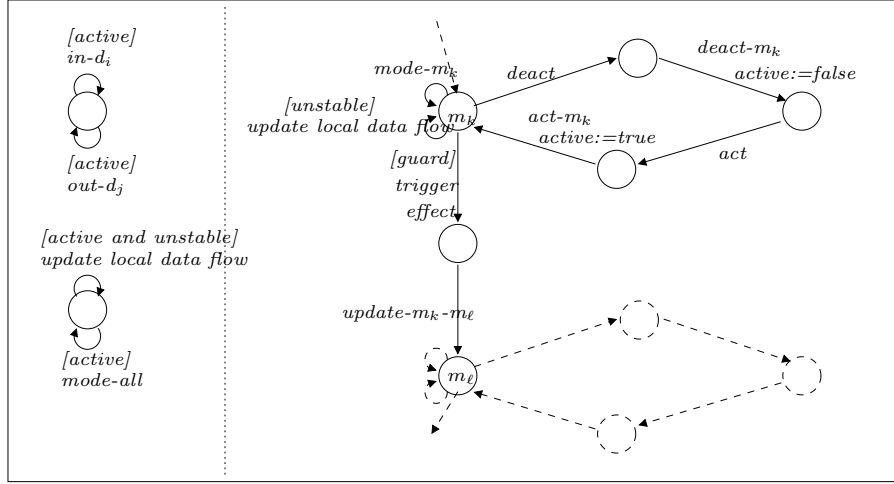 [active]
in-d_i
[active]
out-d_j
[active and unstable]
update local data flow
[active]
mode-all
mode-m_k
[unstable]
update local data flow
m_k
deact
deact-m_k
active:=false
act-m_k
active:=true
act
[guard]
trigger
effect
update-m_k-m_ℓ
m_ℓ